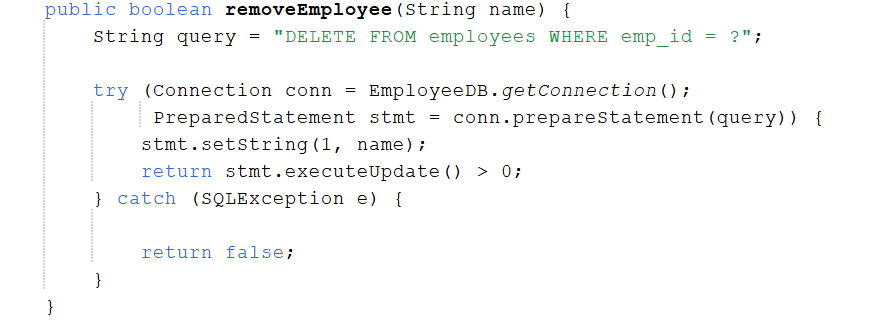 public boolean removeEmployee(String name) {
    String query = "DELETE FROM employees WHERE emp_id = ?";

    try (Connection conn = EmployeeDB.getConnection();
         PreparedStatement stmt = conn.prepareStatement(query)) {
        stmt.setString(1, name);
        return stmt.executeUpdate() > 0;
    } catch (SQLException e) {

        return false;
    }
}